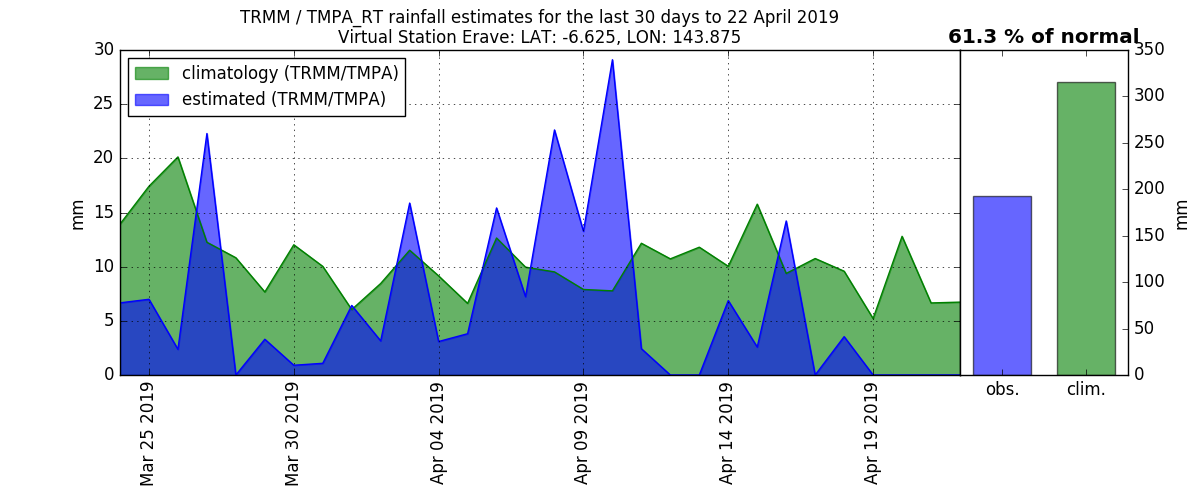 TRMM / TMPA_RT rainfall estimates for the last 30 days to 22 April 2019
Virtual Station Erave: LAT: -6.625, LON: 143.875
61.3 % of normal
climatology (TRMM/TMPA)
estimated (TRMM/TMPA)
30
25
20
15
10
5
0
mm
Mar 25 2019
Mar 30 2019
Apr 04 2019
Apr 09 2019
Apr 14 2019
Apr 19 2019
350
300
250
200
150
100
50
0
mm
obs.
clim.